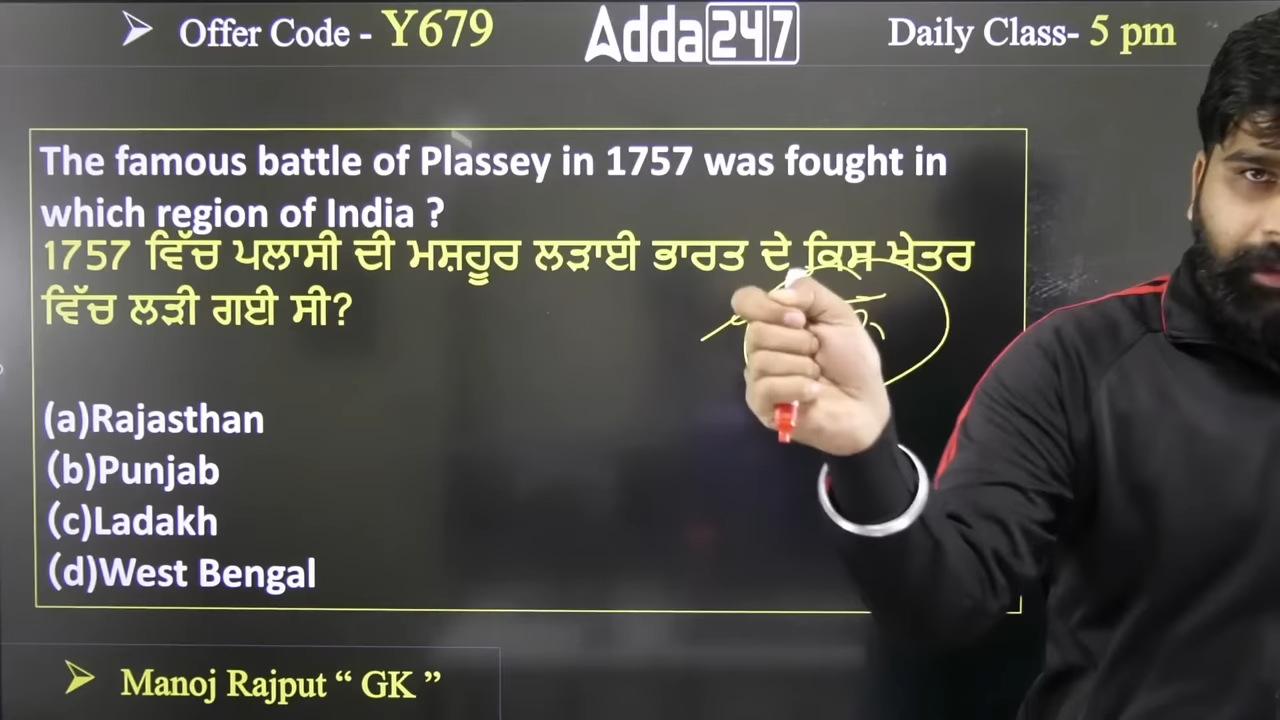 Offer Code - Y679
Adda247
Daily Class- 5 pm
The famous battle of Plassey in 1757 was fought in
which region of India ?
1757 ਵਿੱਚ ਪਲਾਸੀ ਦੀ ਮਸ਼ਹੂਰ ਲੜਾਈ ਭਾਰਤ ਦੇ ਕਿਸ ਖੇਤਰ
ਵਿੱਚ ਲੜੀ ਗਈ ਸੀ?
(a)Rajasthan
(b)Punjab
(c)Ladakh
(d)West Bengal
Manoj Rajput “ GK ”